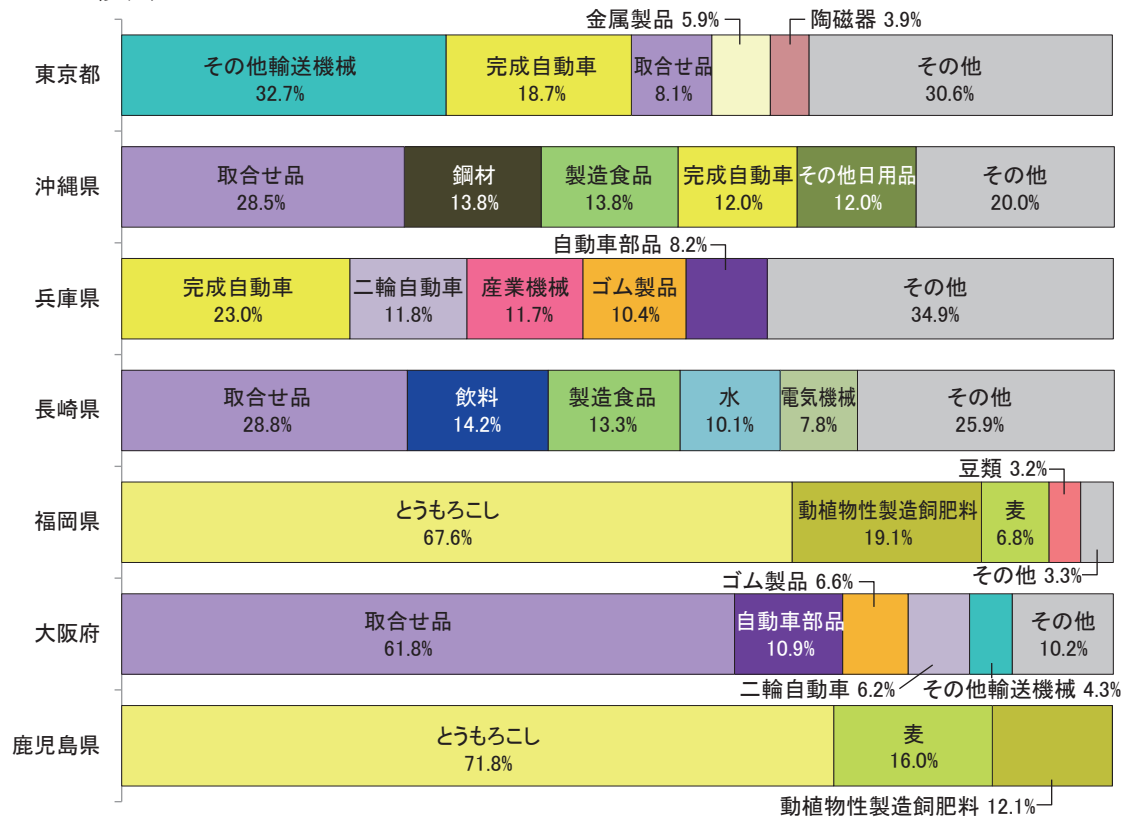 金属製品 5.9%
陶磁器 3.9%
東京都
その他輸送機械
32.7%
完成自動車
18.7%
取合せ品
8.1%
その他
30.6%
沖縄県
取合せ品
28.5%
鋼材
13.8%
製造食品
13.8%
完成自動車
12.0%
その他日用品
12.0%
その他
20.0%
自動車部品 8.2%
兵庫県
完成自動車
23.0%
二輪自動車
11.8%
産業機械
11.7%
ゴム製品
10.4%
その他
34.9%
長崎県
取合せ品
28.8%
飲料
14.2%
製造食品
13.3%
水
10.1%
電気機械
7.8%
その他
25.9%
豆類 3.2%
福岡県
とうもろこし
67.6%
動植物性製造飼肥料
19.1%
麦
6.8%
その他 3.3%
ゴム製品 6.6%
大阪府
取合せ品
61.8%
自動車部品
10.9%
その他
10.2%
二輪自動車 6.2%
その他輸送機械 4.3%
鹿児島県
とうもろこし
71.8%
麦
16.0%
動植物性製造飼肥料 12.1%